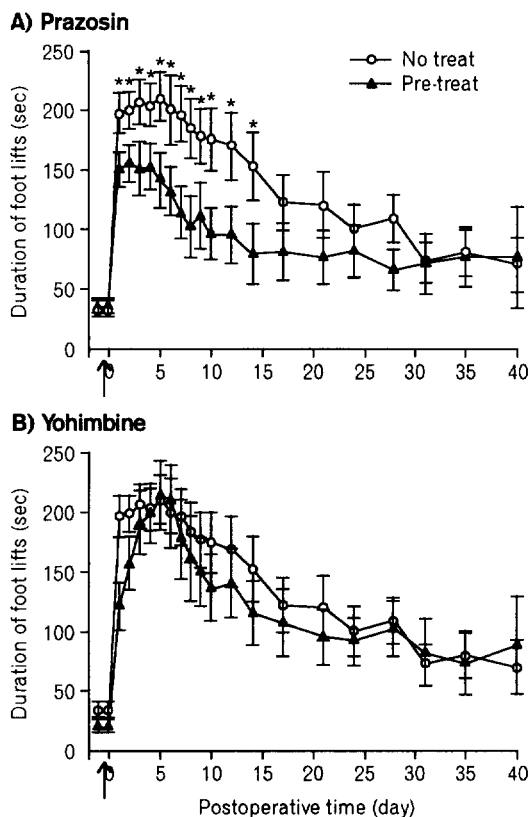 A) Prazosin
250
200
150
100
50
0
Duration of foot lifts (sec)
* * * * * * * * * * * *
No treat
Pre-treat
0 5 10 15 20 25 30 35 40
B) Yohimbine
250
200
150
100
50
0
Duration of foot lifts (sec)
0 5 10 15 20 25 30 35 40
Postoperative time (day)